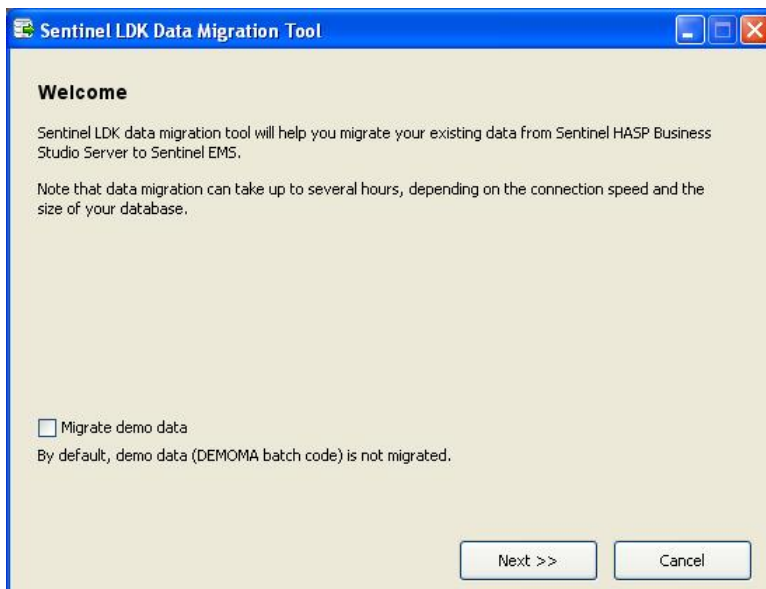 Sentinel LDK Data Migration Tool
Welcome
Sentinel LDK data migration tool will help you migrate your existing data from Sentinel HASP Business
Studio Server to Sentinel EMS.
Note that data migration can take up to several hours, depending on the connection speed and the
size of your database.
Migrate demo data
By default, demo data (DEMOMA batch code) is not migrated.
Next >> Cancel